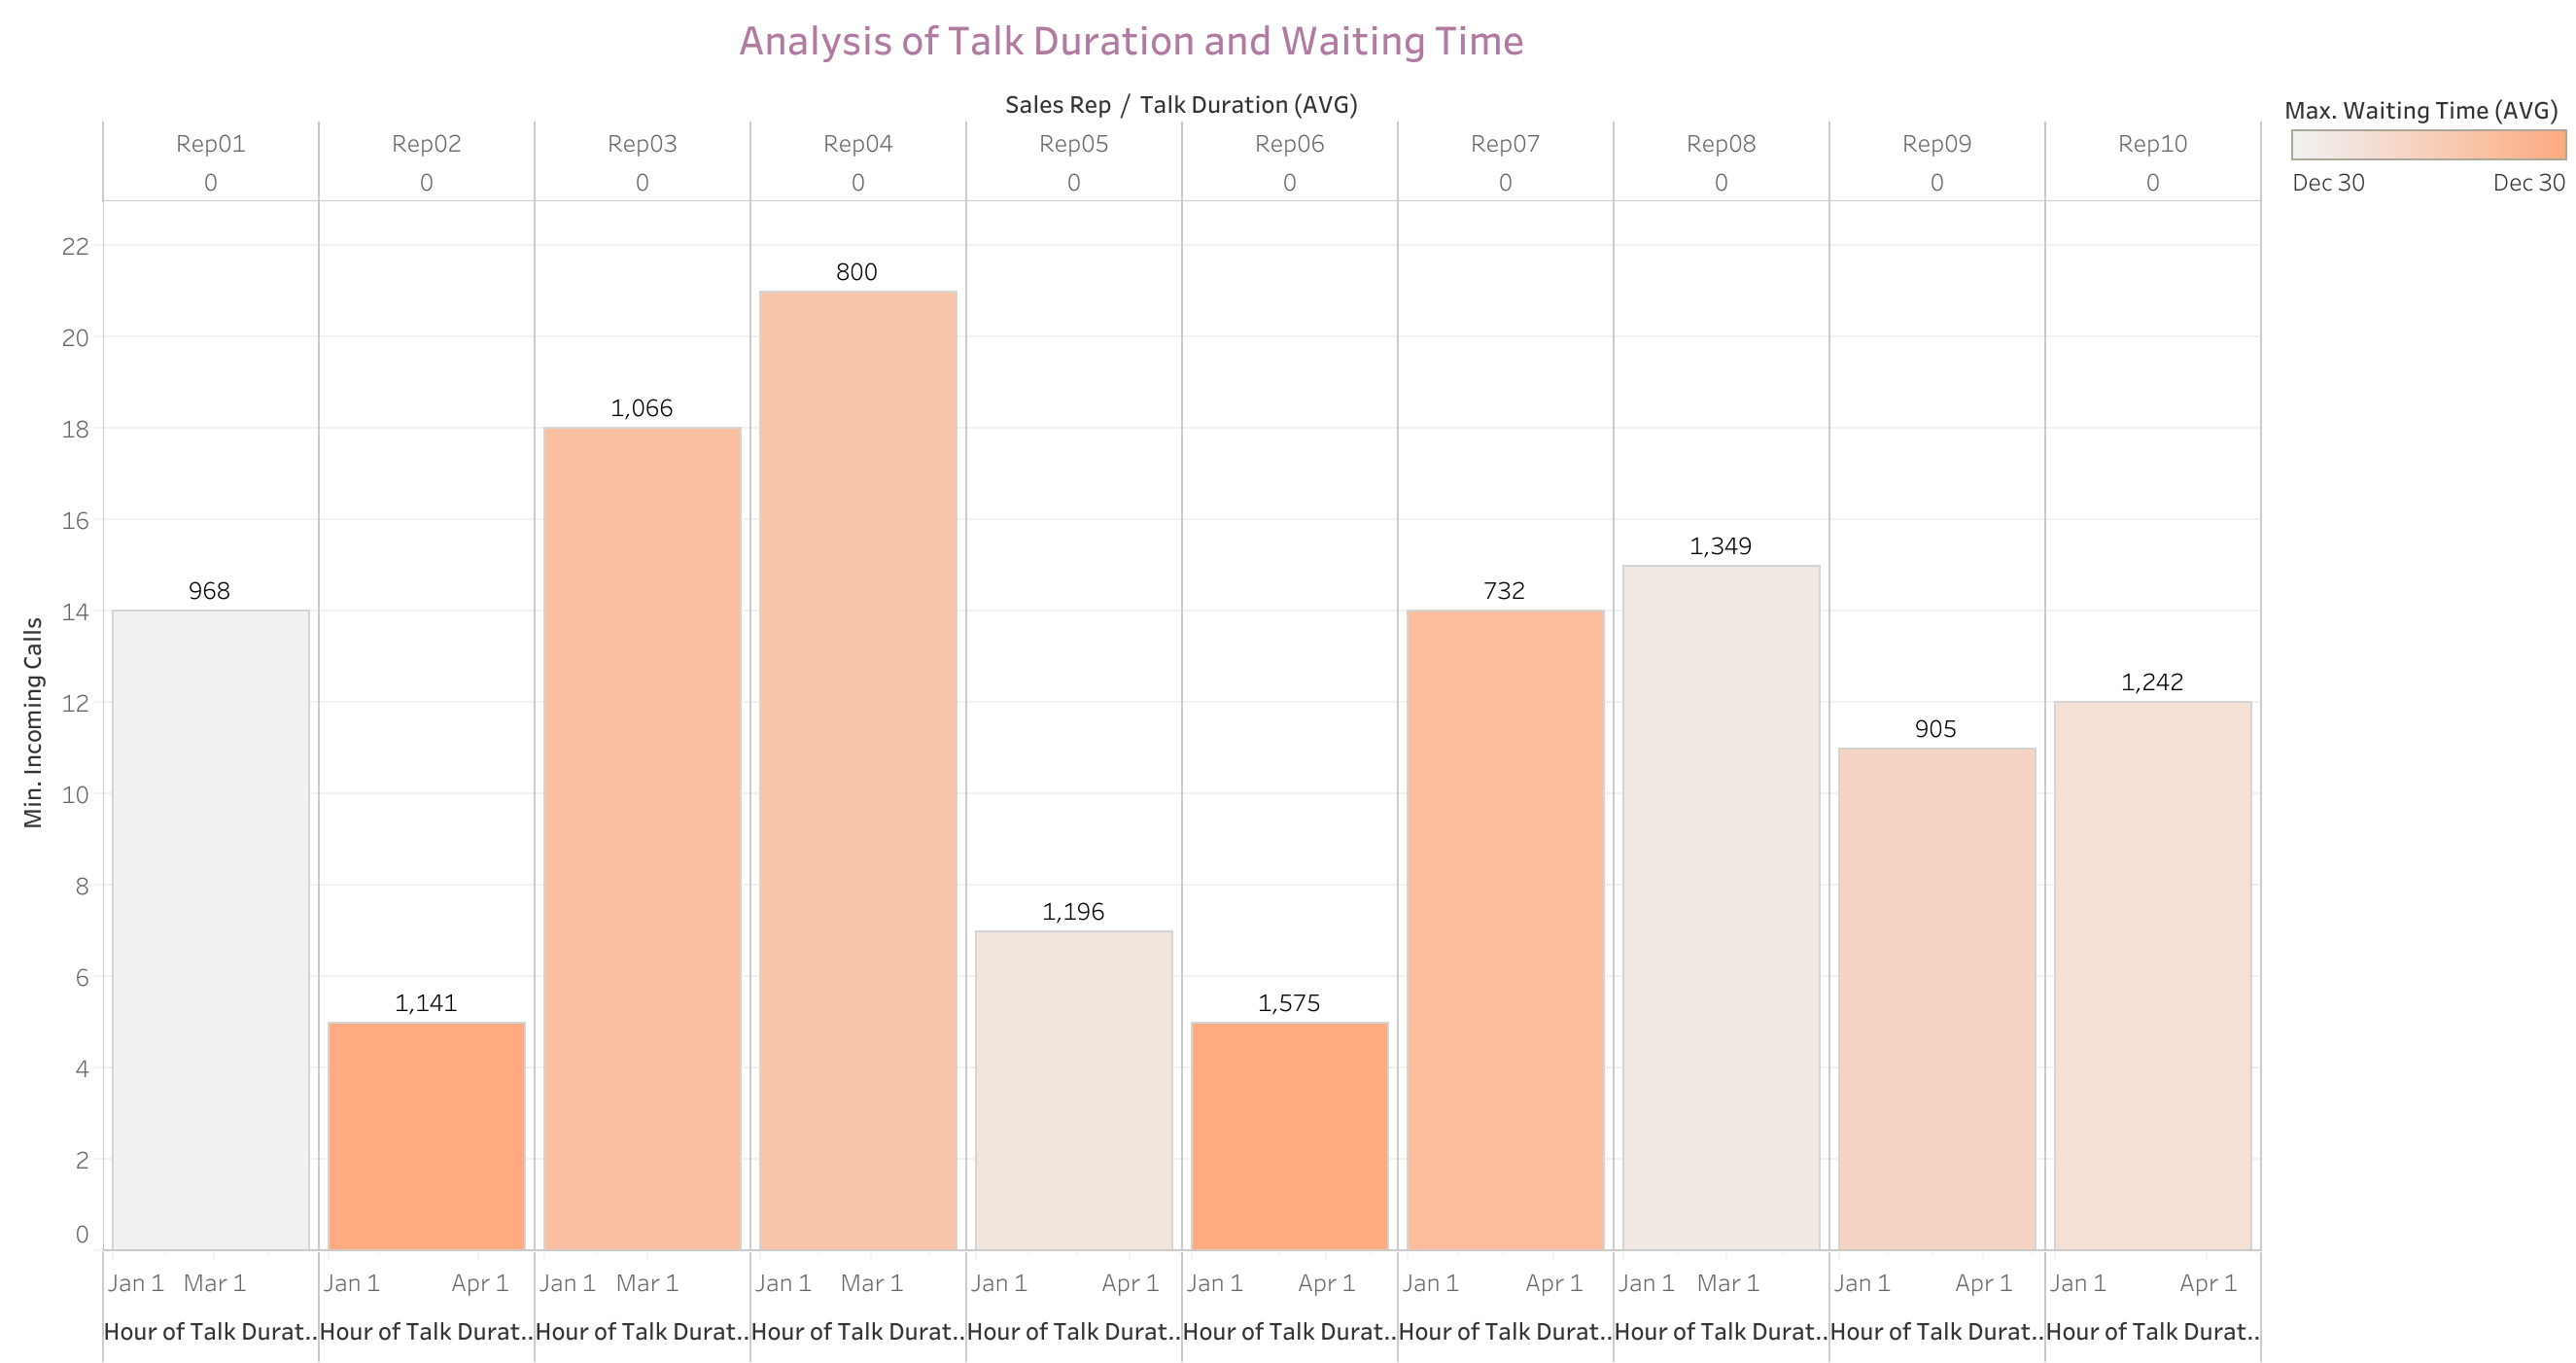 Analysis of Talk Duration and Waiting Time
Sales Rep / Talk Duration (AVG)
Max. Waiting Time (AVG)
Rep01 Rep02 Rep03 Rep04 Rep05 Rep06 Rep07 Rep08 Rep09 Rep10
0 0 0 0 0 0 0 0 0 0
Dec 30 Dec 30
22
800
20
1,066
18
16
1,349
968
732
14
1,242
12
905
10
Min. Incoming Calls
8
1,196
6
1,141
1,575
4
2
0
Jan 1 Mar 1 Jan 1 Apr 1 Jan 1 Mar 1 Jan 1 Mar 1 Jan 1 Apr 1 Jan 1 Apr 1 Jan 1 Apr 1 Jan 1 Mar 1 Jan 1 Apr 1 Jan 1 Apr 1
Hour of Talk Durat.. Hour of Talk Durat.. Hour of Talk Durat.. Hour of Talk Durat.. Hour of Talk Durat.. Hour of Talk Durat.. Hour of Talk Durat.. Hour of Talk Durat.. Hour of Talk Durat.. Hour of Talk Durat..